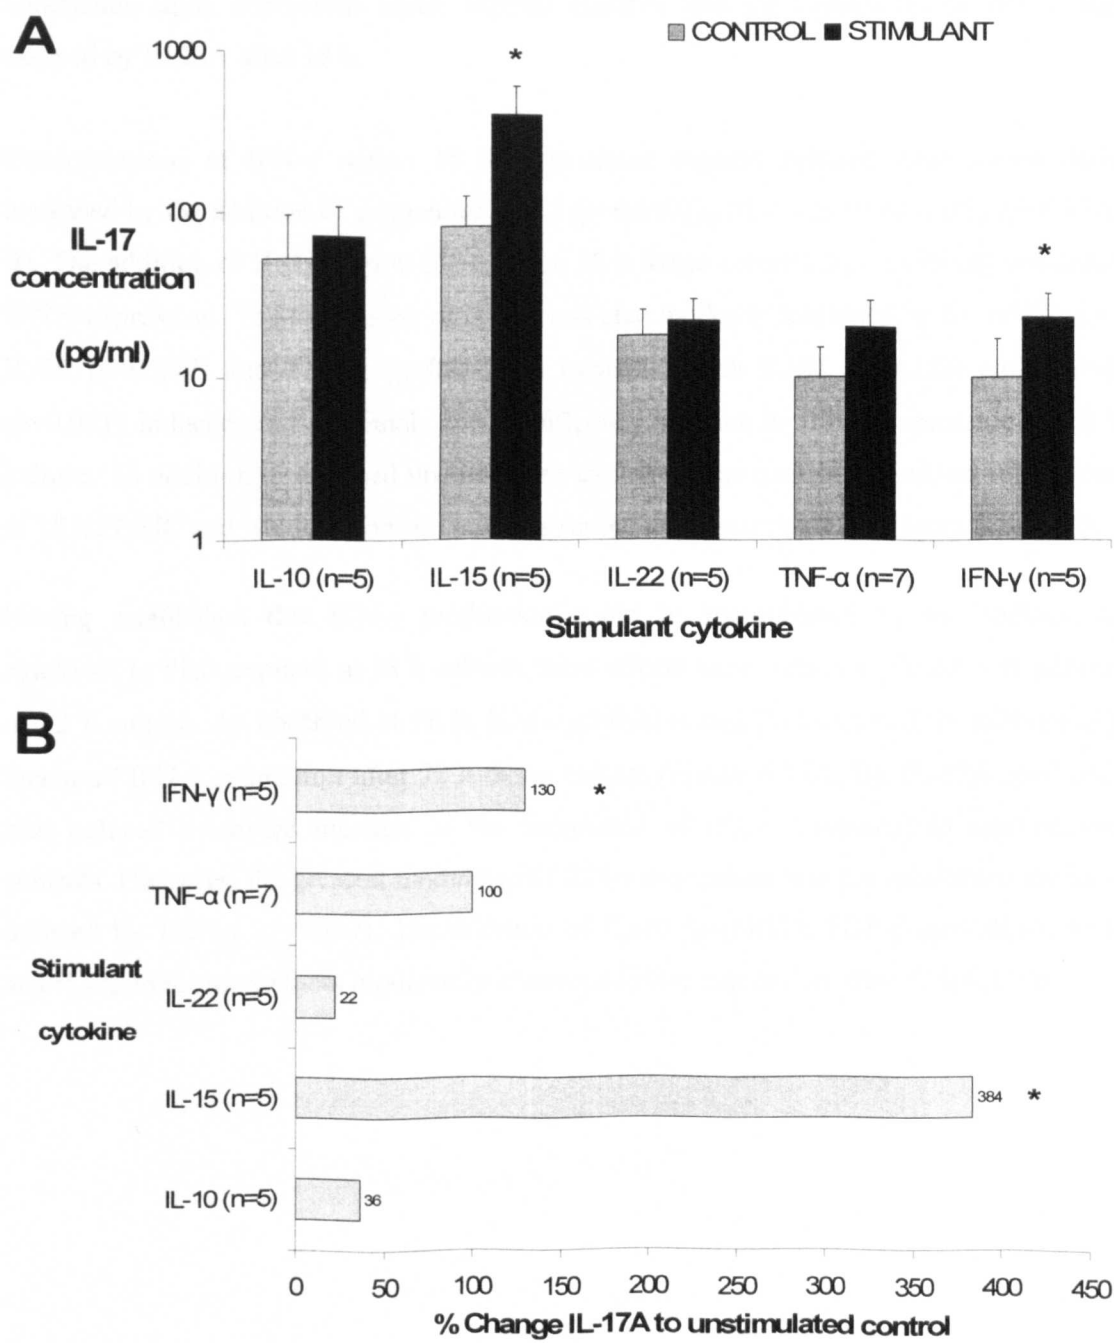 A
CONTROL STIMULANT
1000
100
10
1
IL-17
concentration
(pg/ml)
*
*
IL-10 (n=5) IL-15 (n=5) IL-22 (n=5) TNF-α (n=7) IFN-γ (n=5)
Stimulant cytokine
B
IFN-γ (n=5) 130 *
TNF-α (n=7) 100
Stimulant
cytokine
IL-22 (n=5) 22
IL-15 (n=5) 384 *
IL-10 (n=5) 36
0 50 100 150 200 250 300 350 400 450
% Change IL-17A to unstimulated control